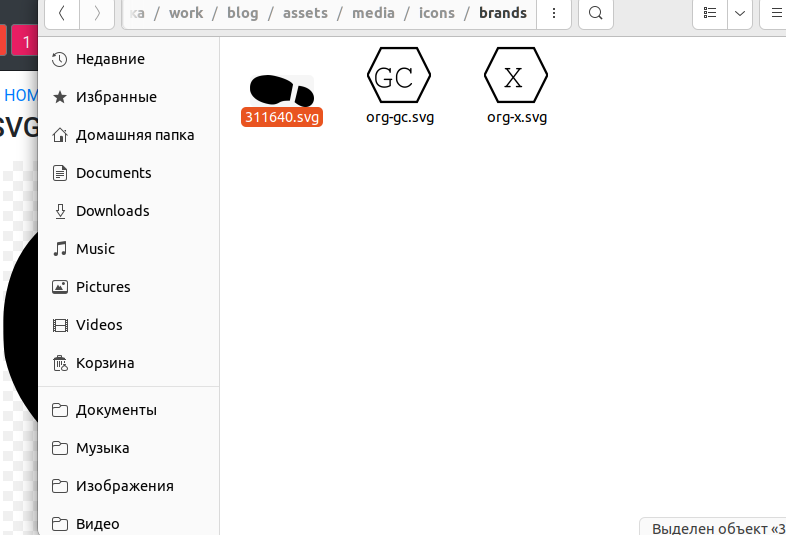 ка / work / blog / assets / media / icons / brands
1
HOM
SVG
Недавние
Избранные
Домашняя папка
Documents
Downloads
Music
Pictures
Videos
Корзина
Документы
Музыка
Изображения
Видео
GC
X
311640.svg
org-gc.svg
org-x.svg
Выделен объект «3